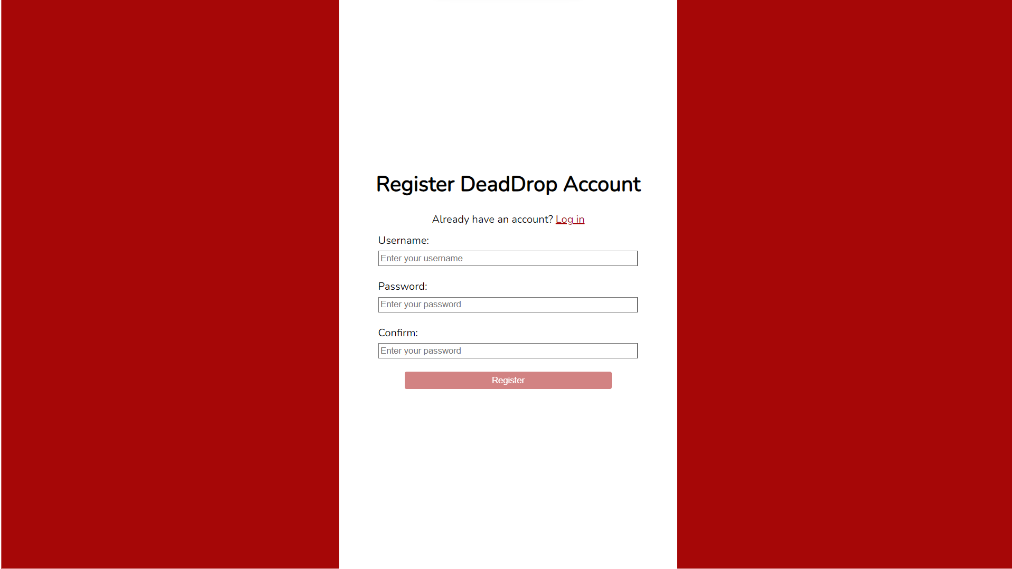 Register DeadDrop Account
Already have an account? Log in
Username:
Enter your username
Password:
Enter your password
Confirm:
Enter your password
Register